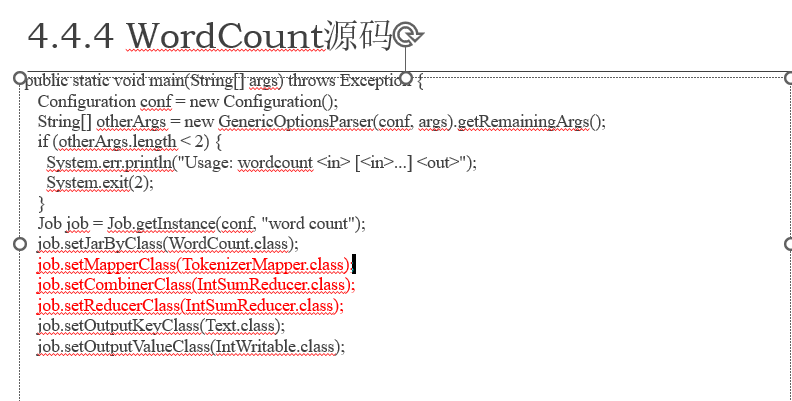 4.4.4 WordCount源码
public static void main(String[] args) throws Exception {
Configuration conf = new Configuration();
String[] otherArgs = new GenericOptionsParser(conf, args).getRemainingArgs();
if (otherArgs.length < 2) {
System.err.println("Usage: wordcount <in> [<in>...] <out>");
System.exit(2);
}
Job job = Job.getInstance(conf, "word count");
job.setJarByClass(WordCount.class);
job.setMapperClass(TokenizerMapper.class);
job.setCombinerClass(IntSumReducer.class);
job.setReducerClass(IntSumReducer.class);
job.setOutputKeyClass(Text.class);
job.setOutputValueClass(IntWritable.class);